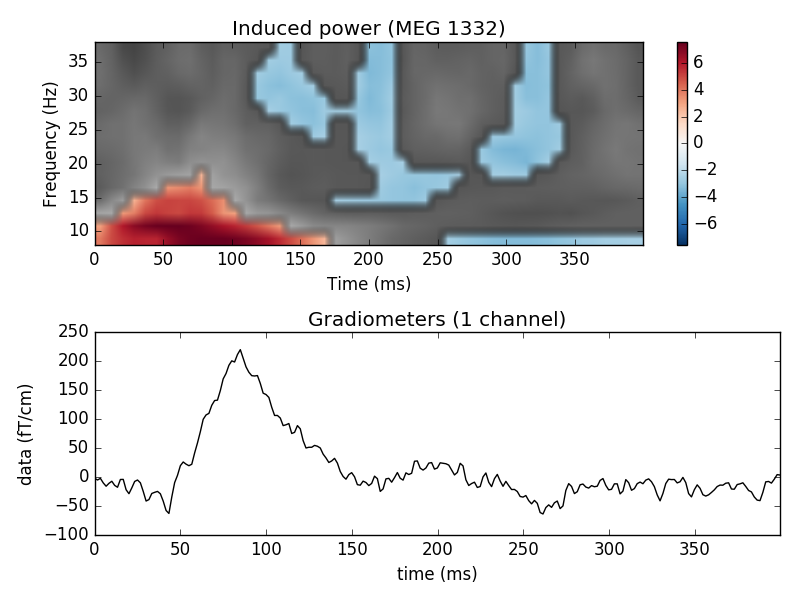 Induced power (MEG 1332)
35
30
25
20
15
10
Frequency (Hz)
0 50 100 150 200 250 300 350
Time (ms)
6
4
2
0
−2
−4
−6
Gradiometers (1 channel)
250
200
150
100
50
0
−50
−100
data (fT/cm)
0 50 100 150 200 250 300 350
time (ms)